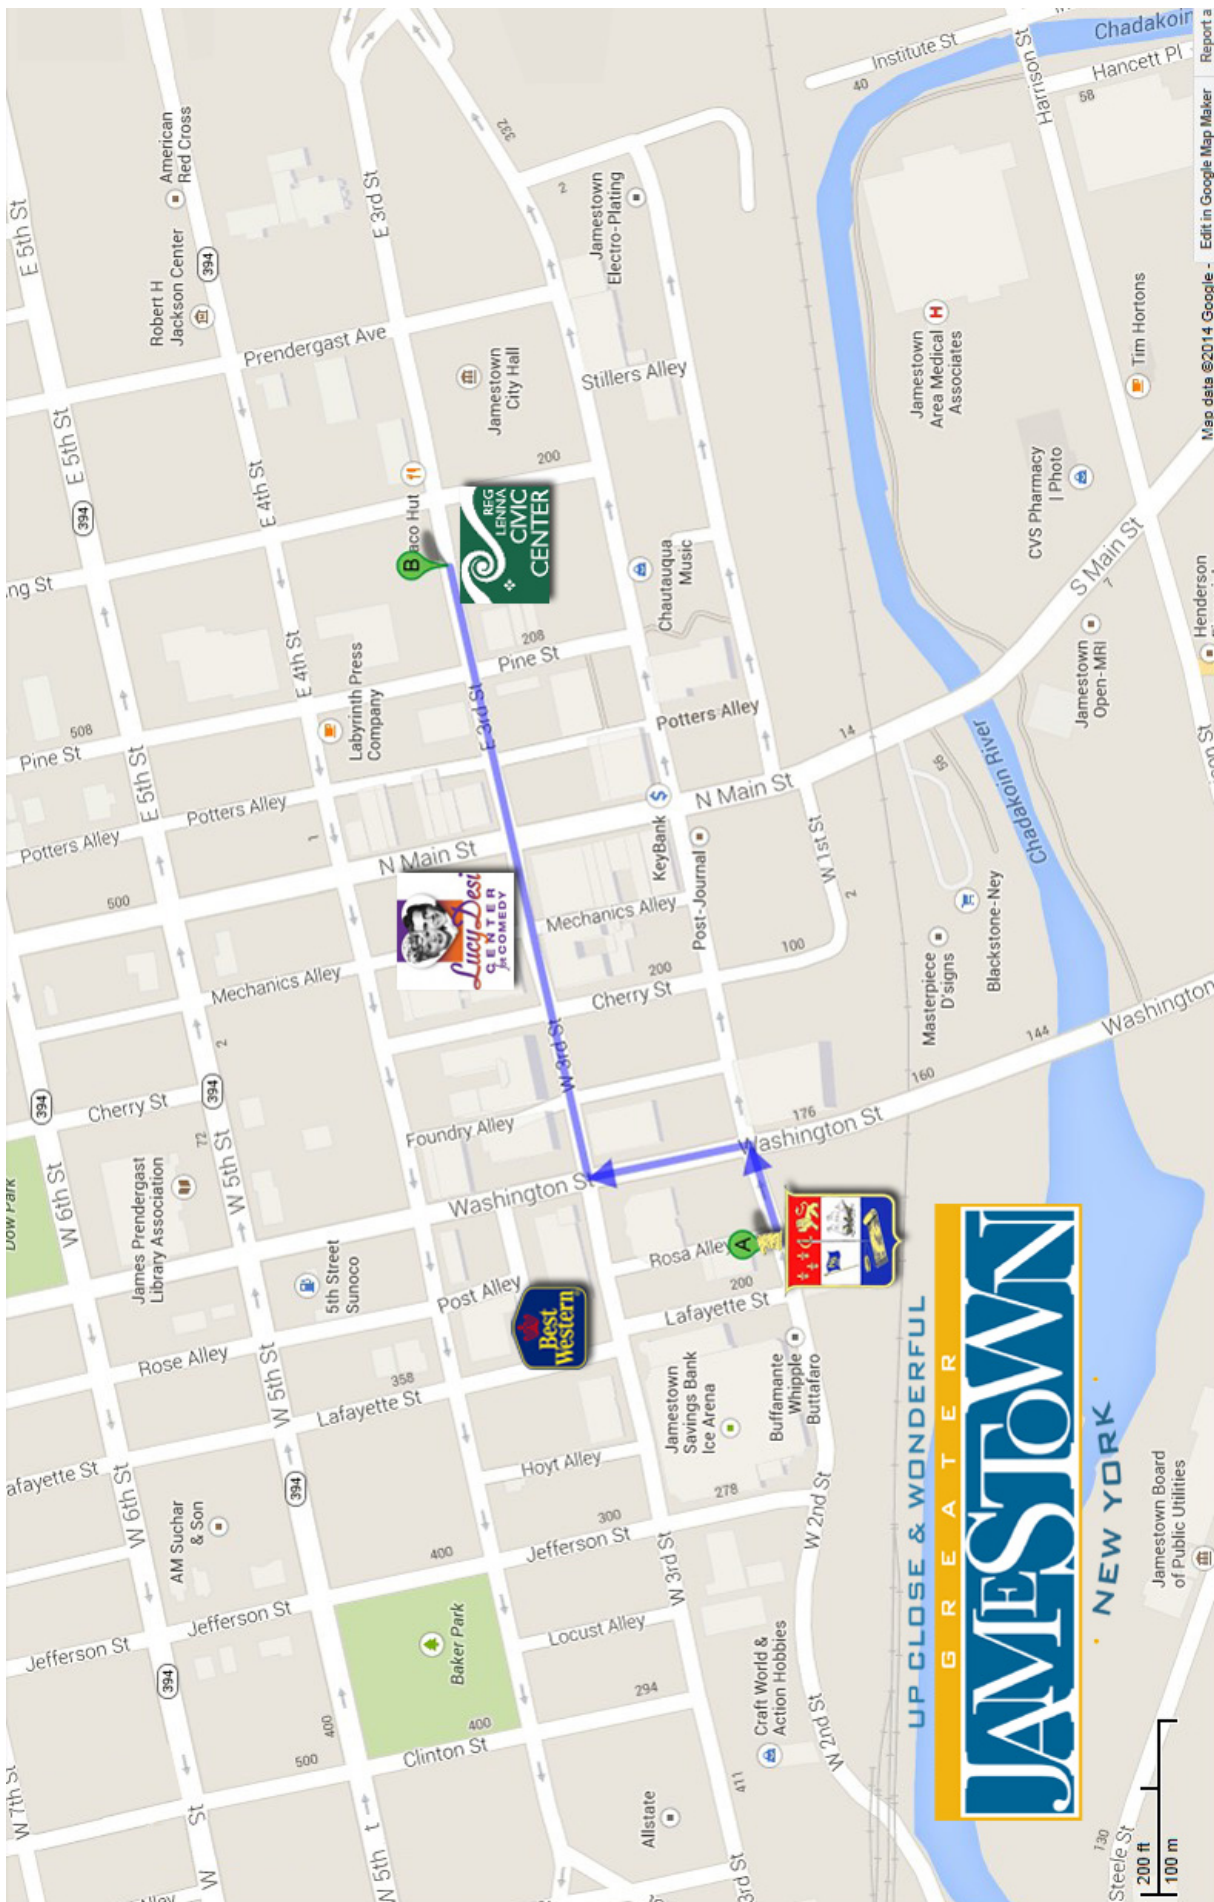 W 7th St
W 6th St
W 6th St
W 5th St
W 5th St
W 5th
E 5th St
E 5th St
E 5th St
E 5th St
394
394
394
394
394
394
Dow Park
Cherry St
James Prendergast
Library Association
72
2
2
500
Mechanics Alley
Potters Alley
Potters Alley
Pine St
508
Robert H
Jackson Center
American
Red Cross
Prendergast Ave
E 4th St
E 4th St
E 4th St
Labyrinth Press
Company
1
N Main St
Foundry Alley
5th Street
Sunoco
Rose Alley
Post Alley
358
Lafayette St
AM Suchar
& Son
Jefferson St
Jefferson St
400
500
400
400
Baker Park
Clinton St
Locust Alley
Hoyt Alley
Jefferson St
300
278
294
Washington St
Best
Western
Lucy Desi
CENTER
for COMEDY
B
E 3rd St
E 3rd St
W 3rd St
W 3rd St
3rd St
REG
LENNA
CIVIC
CENTER
Jamestown
City Hall
200
208
Pine St
Stillers Alley
Jamestown
Electro-Plating
2
332
Chautauqua
Music
Potters Alley
KeyBank
Post-Journal
Mechanics Alley
Cherry St
200
100
W 1st St
2
N Main St
14
Rosa Alley
A
200
Lafayette St
Washington St
176
160
144
Washington
Jamestown
Savings Bank
Ice Arena
Buffamante
Whipple
Buttafaro
W 2nd St
W 2nd St
Craft World &
Action Hobbies
411
Allstate
Masterpiece
D'signs
Blackstone-Ney
56
Chadakoin River
S Main St
7
Jamestown
Open-MRI
Henderson
CVS Pharmacy
| Photo
Jamestown
Area Medical
Associates
H
Tim Hortons
Institute St
40
Harrison St
Hancett Pl
58
Chadakoin
UP CLOSE & WONDERFUL
GREATER
JAMESTOWN
NEW YORK
Jamestown Board
of Public Utilities
130
Steele St
200 ft
100 m
Map data ©2014 Google - Edit in Google Map Maker Report a